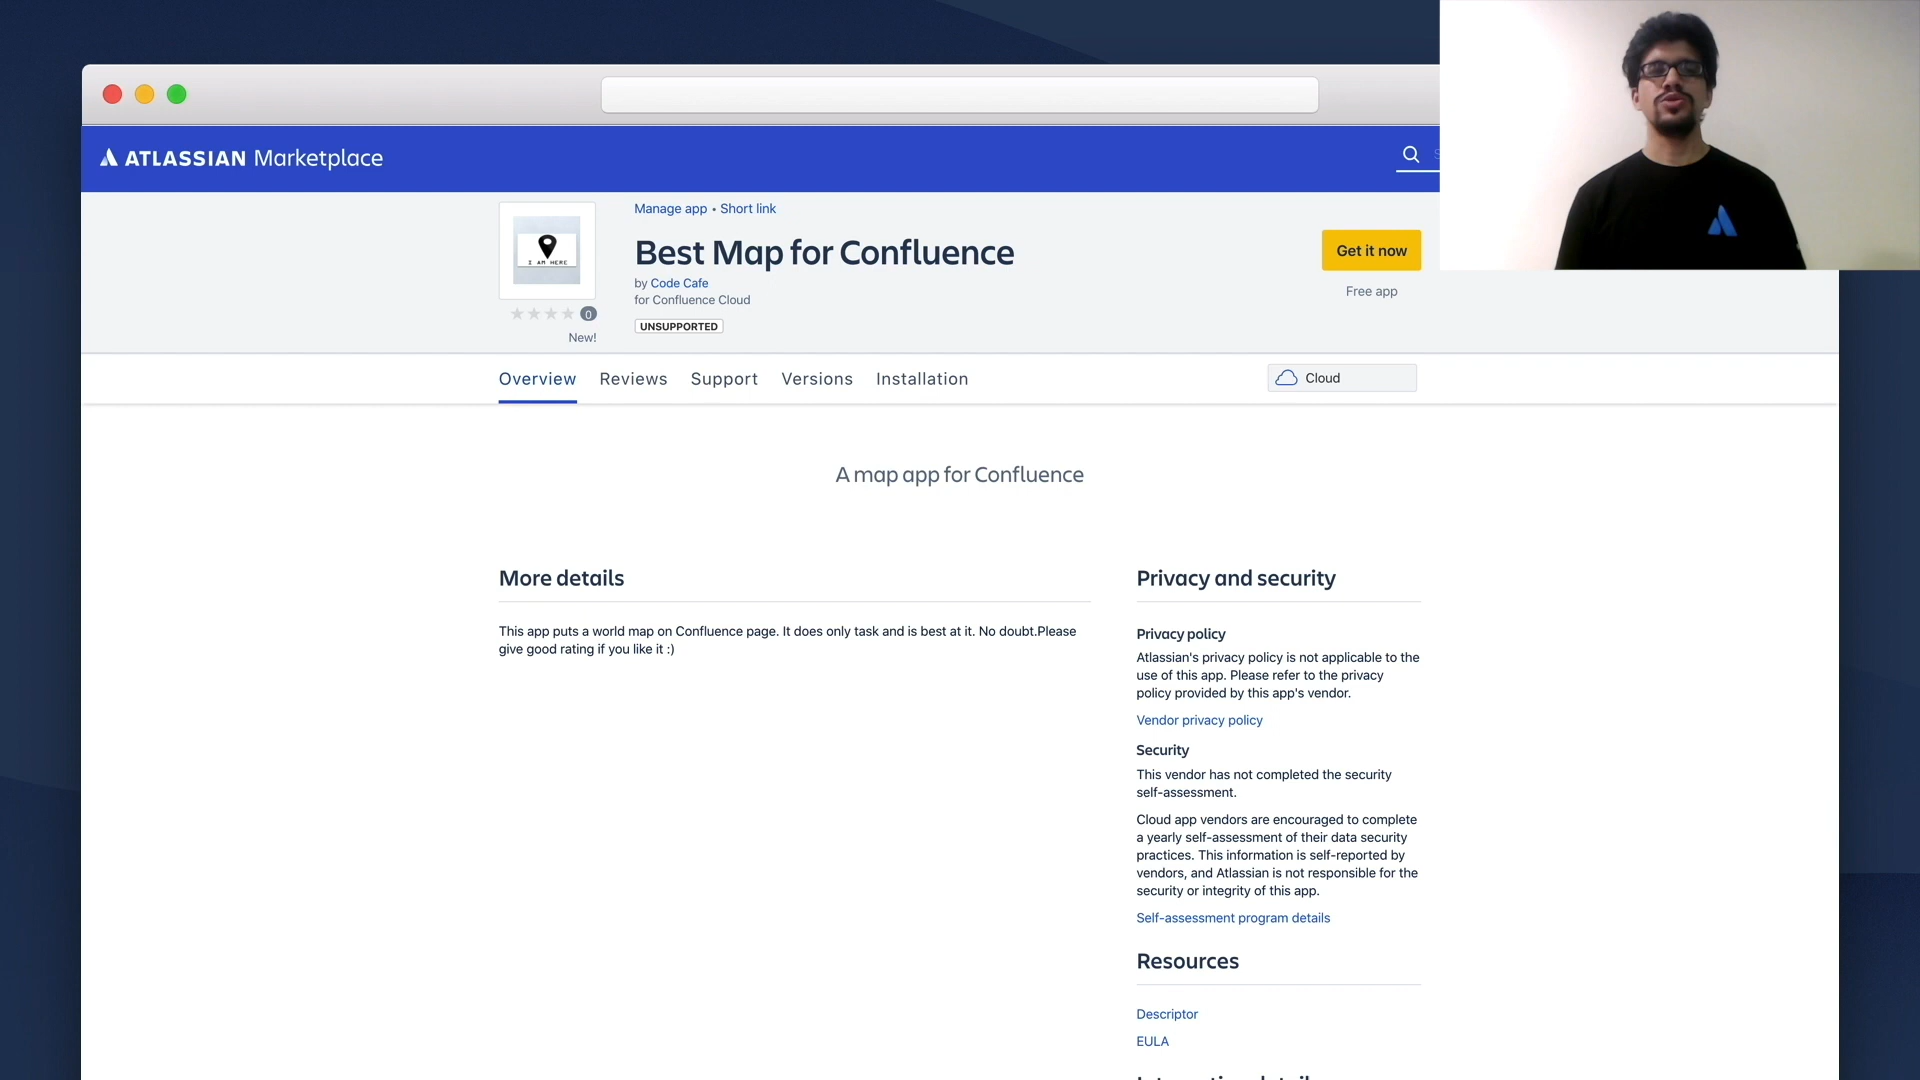 ATLASSIAN Marketplace
Manage app • Short link
Best Map for Confluence
by Code Cafe
for Confluence Cloud
UNSUPPORTED
I AM HERE
0
New!
Get it now
Free app
Overview
Reviews
Support
Versions
Installation
Cloud
A map app for Confluence
More details
This app puts a world map on Confluence page. It does only task and is best at it. No doubt.Please
give good rating if you like it :)
Privacy and security
Privacy policy
Atlassian's privacy policy is not applicable to the
use of this app. Please refer to the privacy
policy provided by this app's vendor.
Vendor privacy policy
Security
This vendor has not completed the security
self-assessment.
Cloud app vendors are encouraged to complete
a yearly self-assessment of their data security
practices. This information is self-reported by
vendors, and Atlassian is not responsible for the
security or integrity of this app.
Self-assessment program details
Resources
Descriptor
EULA